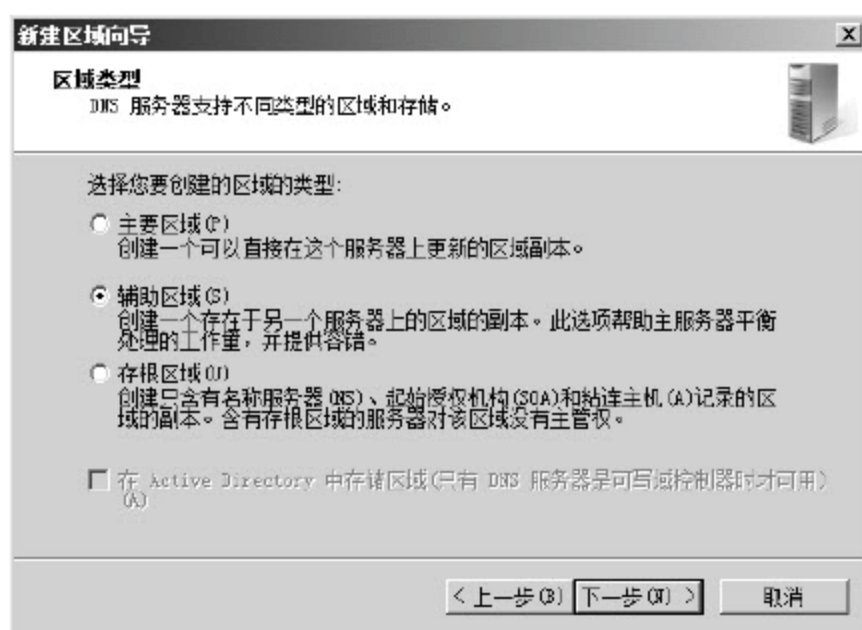 新建区域向导
区域类型
DNS 服务器支持不同类型的区域和存储。
选择您要创建的区域的类型:
主要区域(P)
创建一个可以直接在这个服务器上更新的区域副本。
辅助区域(S)
创建一个存在于另一个服务器上的区域的副本。此选项帮助主服务器平衡
处理的工作量，并提供容错。
存根区域(U)
创建只含有名称服务器(NS)、起始授权机构(SOA)和粘连主机(A)记录的区
域的副本。含有存根区域的服务器对该区域没有主管权。
在 Active Directory 中存储区域(只有 DNS 服务器是可写域控制器时才可用)
(A)
< 上一步(B) 下一步(N) > 取消